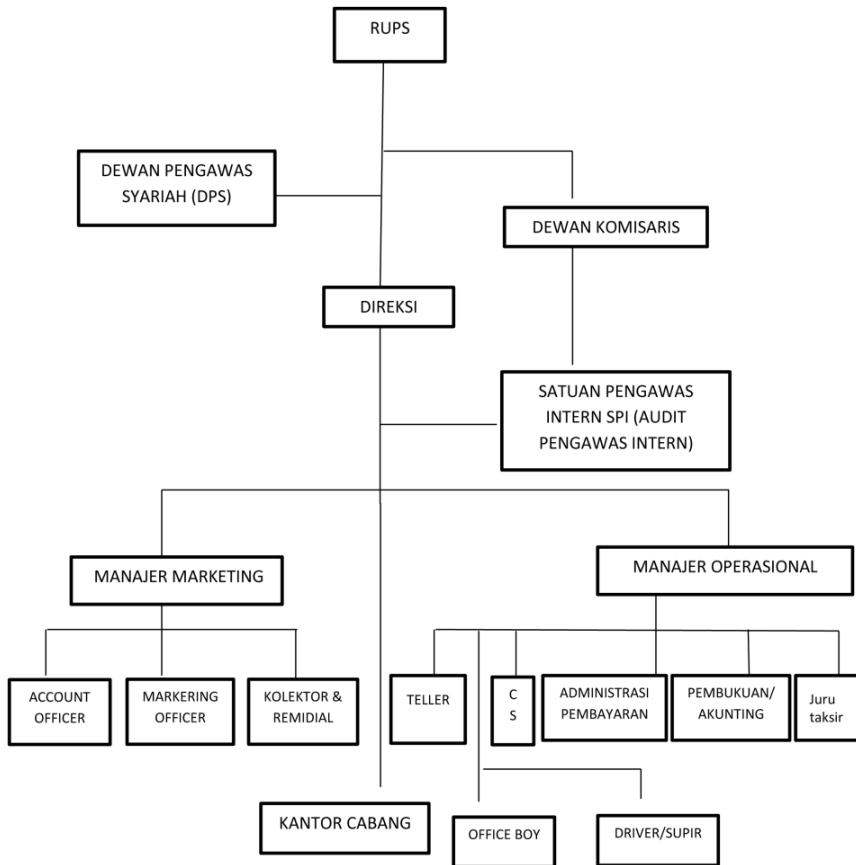 RUPS
DEWAN PENGAWAS
SYARIAH (DPS)
DEWAN KOMISARIS
DIREKSI
SATUAN PENGAWAS
INTERN SPI (AUDIT
PENGAWAS INTERN)
MANAJER MARKETING
MANAJER OPERASIONAL
ACCOUNT
OFFICER
MARKERING
OFFICER
KOLEKTOR &
REMIDIAL
TELLER
C
S
ADMINISTRASI
PEMBAYARAN
PEMBUKUAN/
AKUNTING
Juru
taksir
KANTOR CABANG
OFFICE BOY
DRIVER/SUPIR